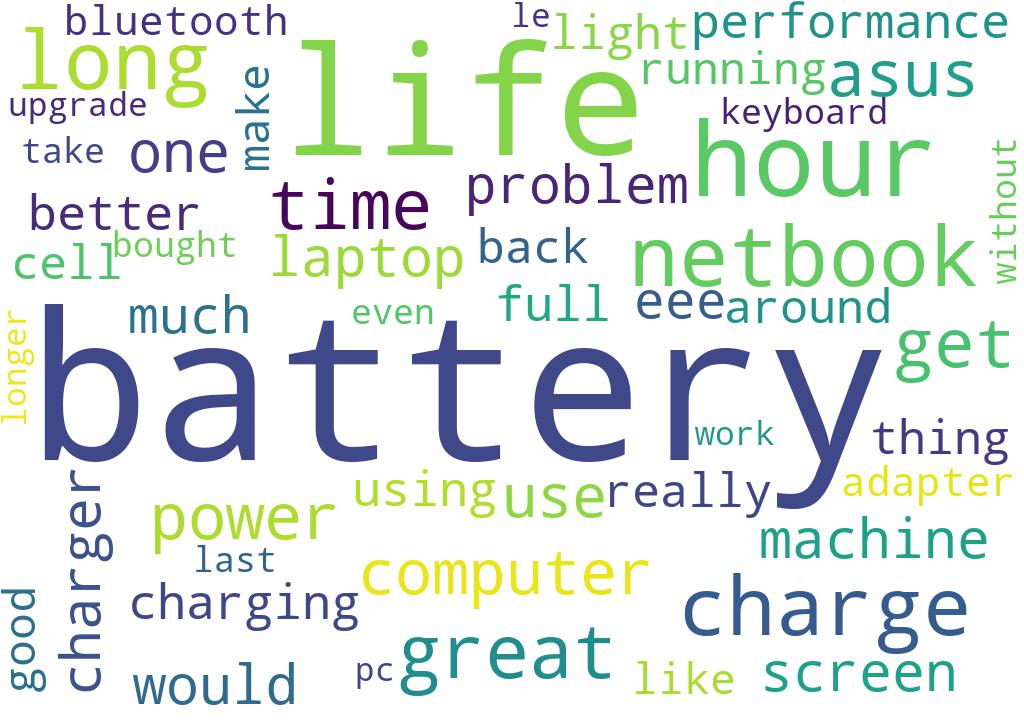 bluetooth
le
light
performance
long
life
running
asus
upgrade
make
keyboard
take
one
hour
problem
time
without
better
back
netbook
cell
bought
laptop
much
even
full
eee
around
longer
battery
get
work
thing
charger
using
use
really
adapter
power
machine
last
computer
charging
charge
good
great
would
pc
like
screen